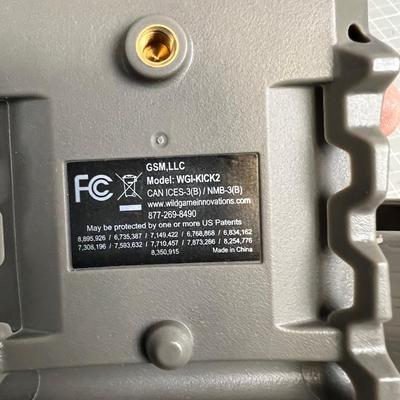 GSM,LLC
Model: WGI-KICK2
FC
CAN ICES-3(B) / NMB-3(B)
www.wildgameinnovations.com
877-269-8490
May be protected by one or more US Patents
8,895,926 / 6,735,387 / 7,149,422 / 6,768,868 / 6,834,162
7,308,196 / 7,593,632 / 7,710,457 / 7,873,266 / 8,254,776
8,350,915
Made in China